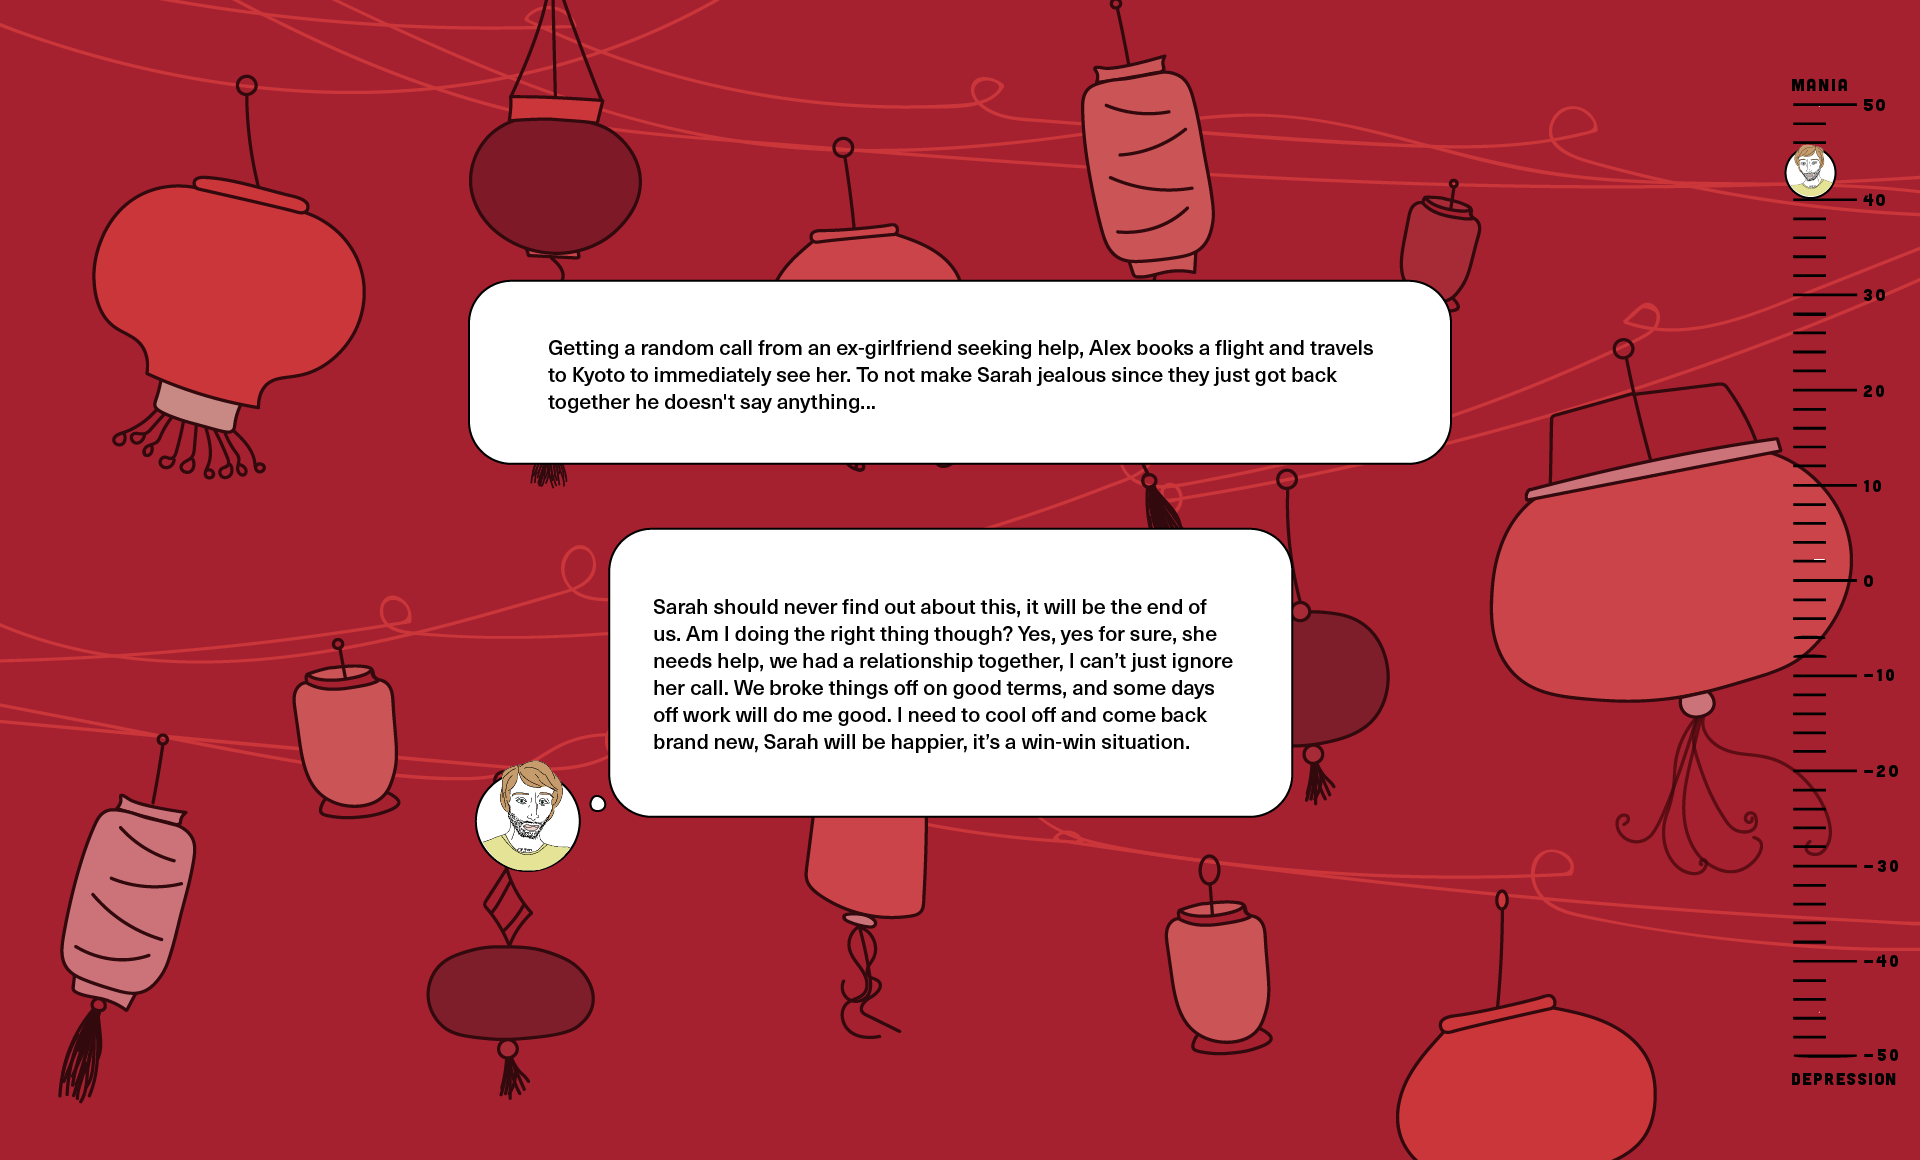 MANIA
50
40
Getting a random call from an ex-girlfriend seeking help, Alex books a flight and travels
to Kyoto to immediately see her. To not make Sarah jealous since they just got back
together he doesn't say anything...
30
20
10
0
Sarah should never find out about this, it will be the end of
us. Am I doing the right thing though? Yes, yes for sure, she
needs help, we had a relationship together, I can’t just ignore
her call. We broke things off on good terms, and some days
off work will do me good. I need to cool off and come back
brand new, Sarah will be happier, it’s a win-win situation.
-10
-20
-30
-40
-50
DEPRESSION